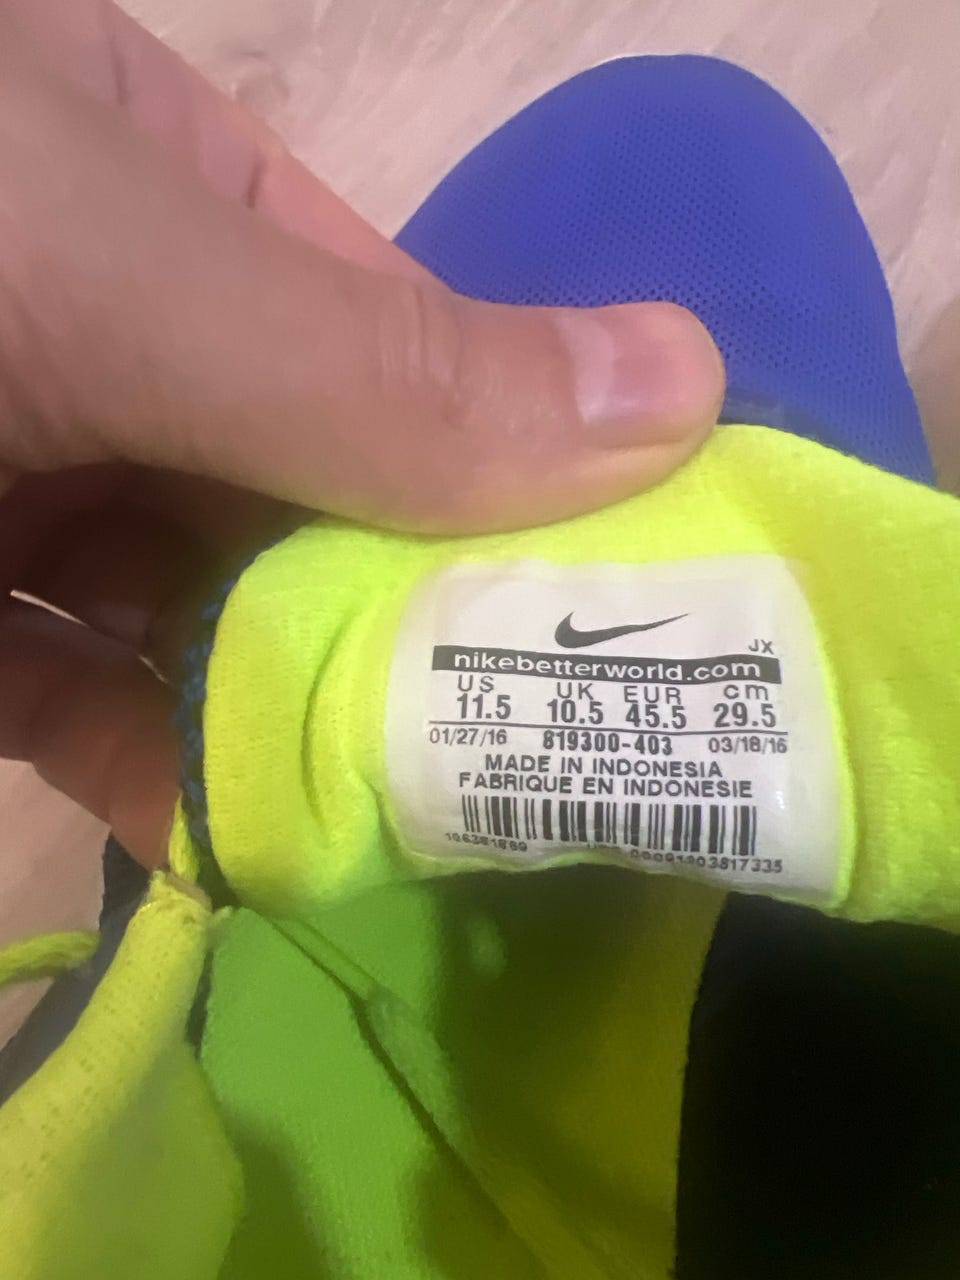 JX
nikebetterworld.com
US UK EUR cm
11.5 10.5 45.5 29.5
01/27/16 819300-403 03/18/16
MADE IN INDONESIA
FABRIQUE EN INDONESIE